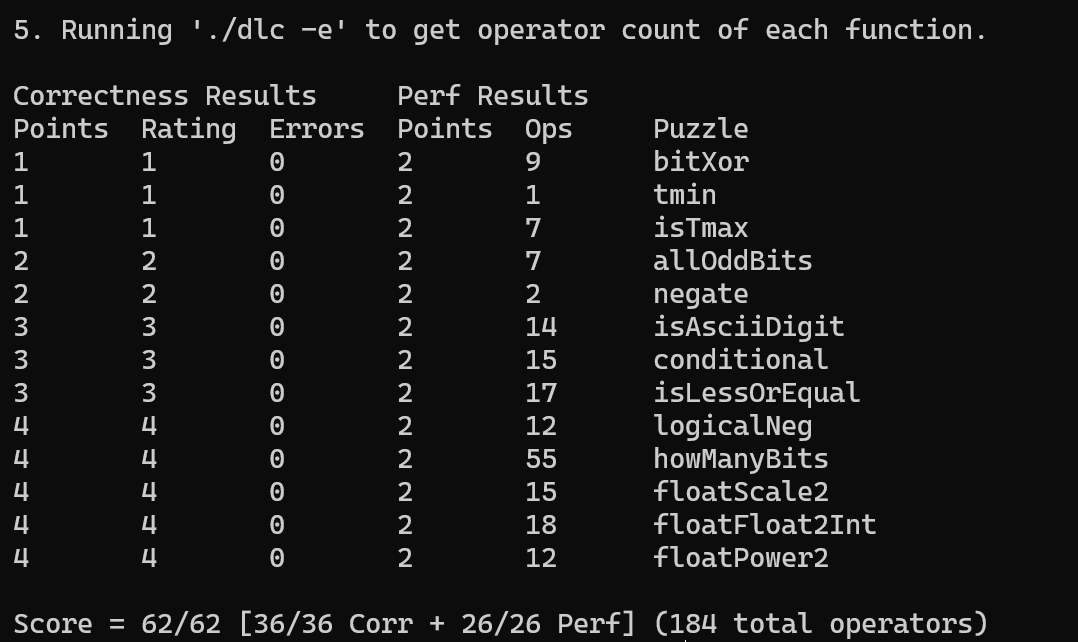 5. Running './dlc -e' to get operator count of each function.
Correctness Results     Perf Results
Points  Rating  Errors  Points  Ops     Puzzle
1       1       0       2       9       bitXor
1       1       0       2       1       tmin
1       1       0       2       7       isTmax
2       2       0       2       7       allOddBits
2       2       0       2       2       negate
3       3       0       2       14      isAsciiDigit
3       3       0       2       15      conditional
3       3       0       2       17      isLessOrEqual
4       4       0       2       12      logicalNeg
4       4       0       2       55      howManyBits
4       4       0       2       15      floatScale2
4       4       0       2       18      floatFloat2Int
4       4       0       2       12      floatPower2
Score = 62/62 [36/36 Corr + 26/26 Perf] (184 total operators)